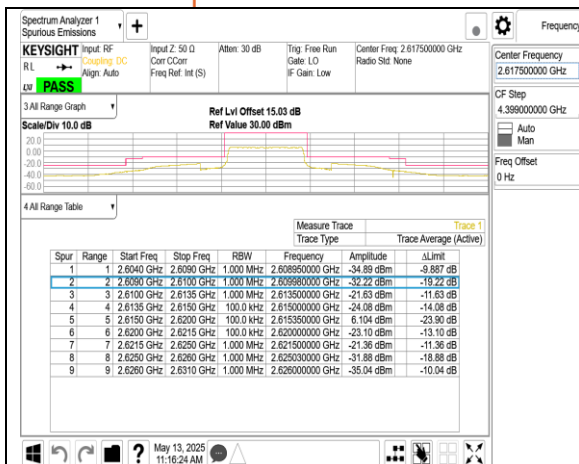 Spectrum Analyzer 1
Spurious Emissions
Frequency
KEYSIGHT Input: RF Input Z: 50 Ω Atten: 30 dB Trig: Free Run Center Freq: 2.617500000 GHz
RL Coupling: DC Corr CCorr Gate: LO Radio Std: None
Align: Auto Freq Ref: Int (S) IF Gain: Low
PASS
Center Frequency
2.617500000 GHz
CF Step
4.399000000 GHz
Auto
Man
Freq Offset
0 Hz
3 All Range Graph
Ref Lvl Offset 15.03 dB
Scale/Div 10.0 dB Ref Value 30.00 dBm
20.0
0.00
-20.0
-40.0
-60.0
4 All Range Table
Measure Trace Trace 1
Trace Type Trace Average (Active)
Spur Range Start Freq Stop Freq RBW Frequency Amplitude ΔLimit
1 1 2.6040 GHz 2.6090 GHz 1.000 MHz 2.608950000 GHz -34.89 dBm -9.887 dB
2 2 2.6090 GHz 2.6100 GHz 1.000 MHz 2.609980000 GHz -32.22 dBm -19.22 dB
3 3 2.6100 GHz 2.6135 GHz 1.000 MHz 2.613500000 GHz -21.63 dBm -11.63 dB
4 4 2.6135 GHz 2.6150 GHz 100.0 kHz 2.615000000 GHz -24.08 dBm -14.08 dB
5 5 2.6150 GHz 2.6200 GHz 100.0 kHz 2.615350000 GHz 6.104 dBm -23.90 dB
6 6 2.6200 GHz 2.6215 GHz 100.0 kHz 2.620000000 GHz -23.10 dBm -13.10 dB
7 7 2.6215 GHz 2.6250 GHz 1.000 MHz 2.621500000 GHz -21.36 dBm -11.36 dB
8 8 2.6250 GHz 2.6260 GHz 1.000 MHz 2.625030000 GHz -31.88 dBm -18.88 dB
9 9 2.6260 GHz 2.6310 GHz 1.000 MHz 2.626000000 GHz -35.04 dBm -10.04 dB
May 13, 2025
11:16:24 AM